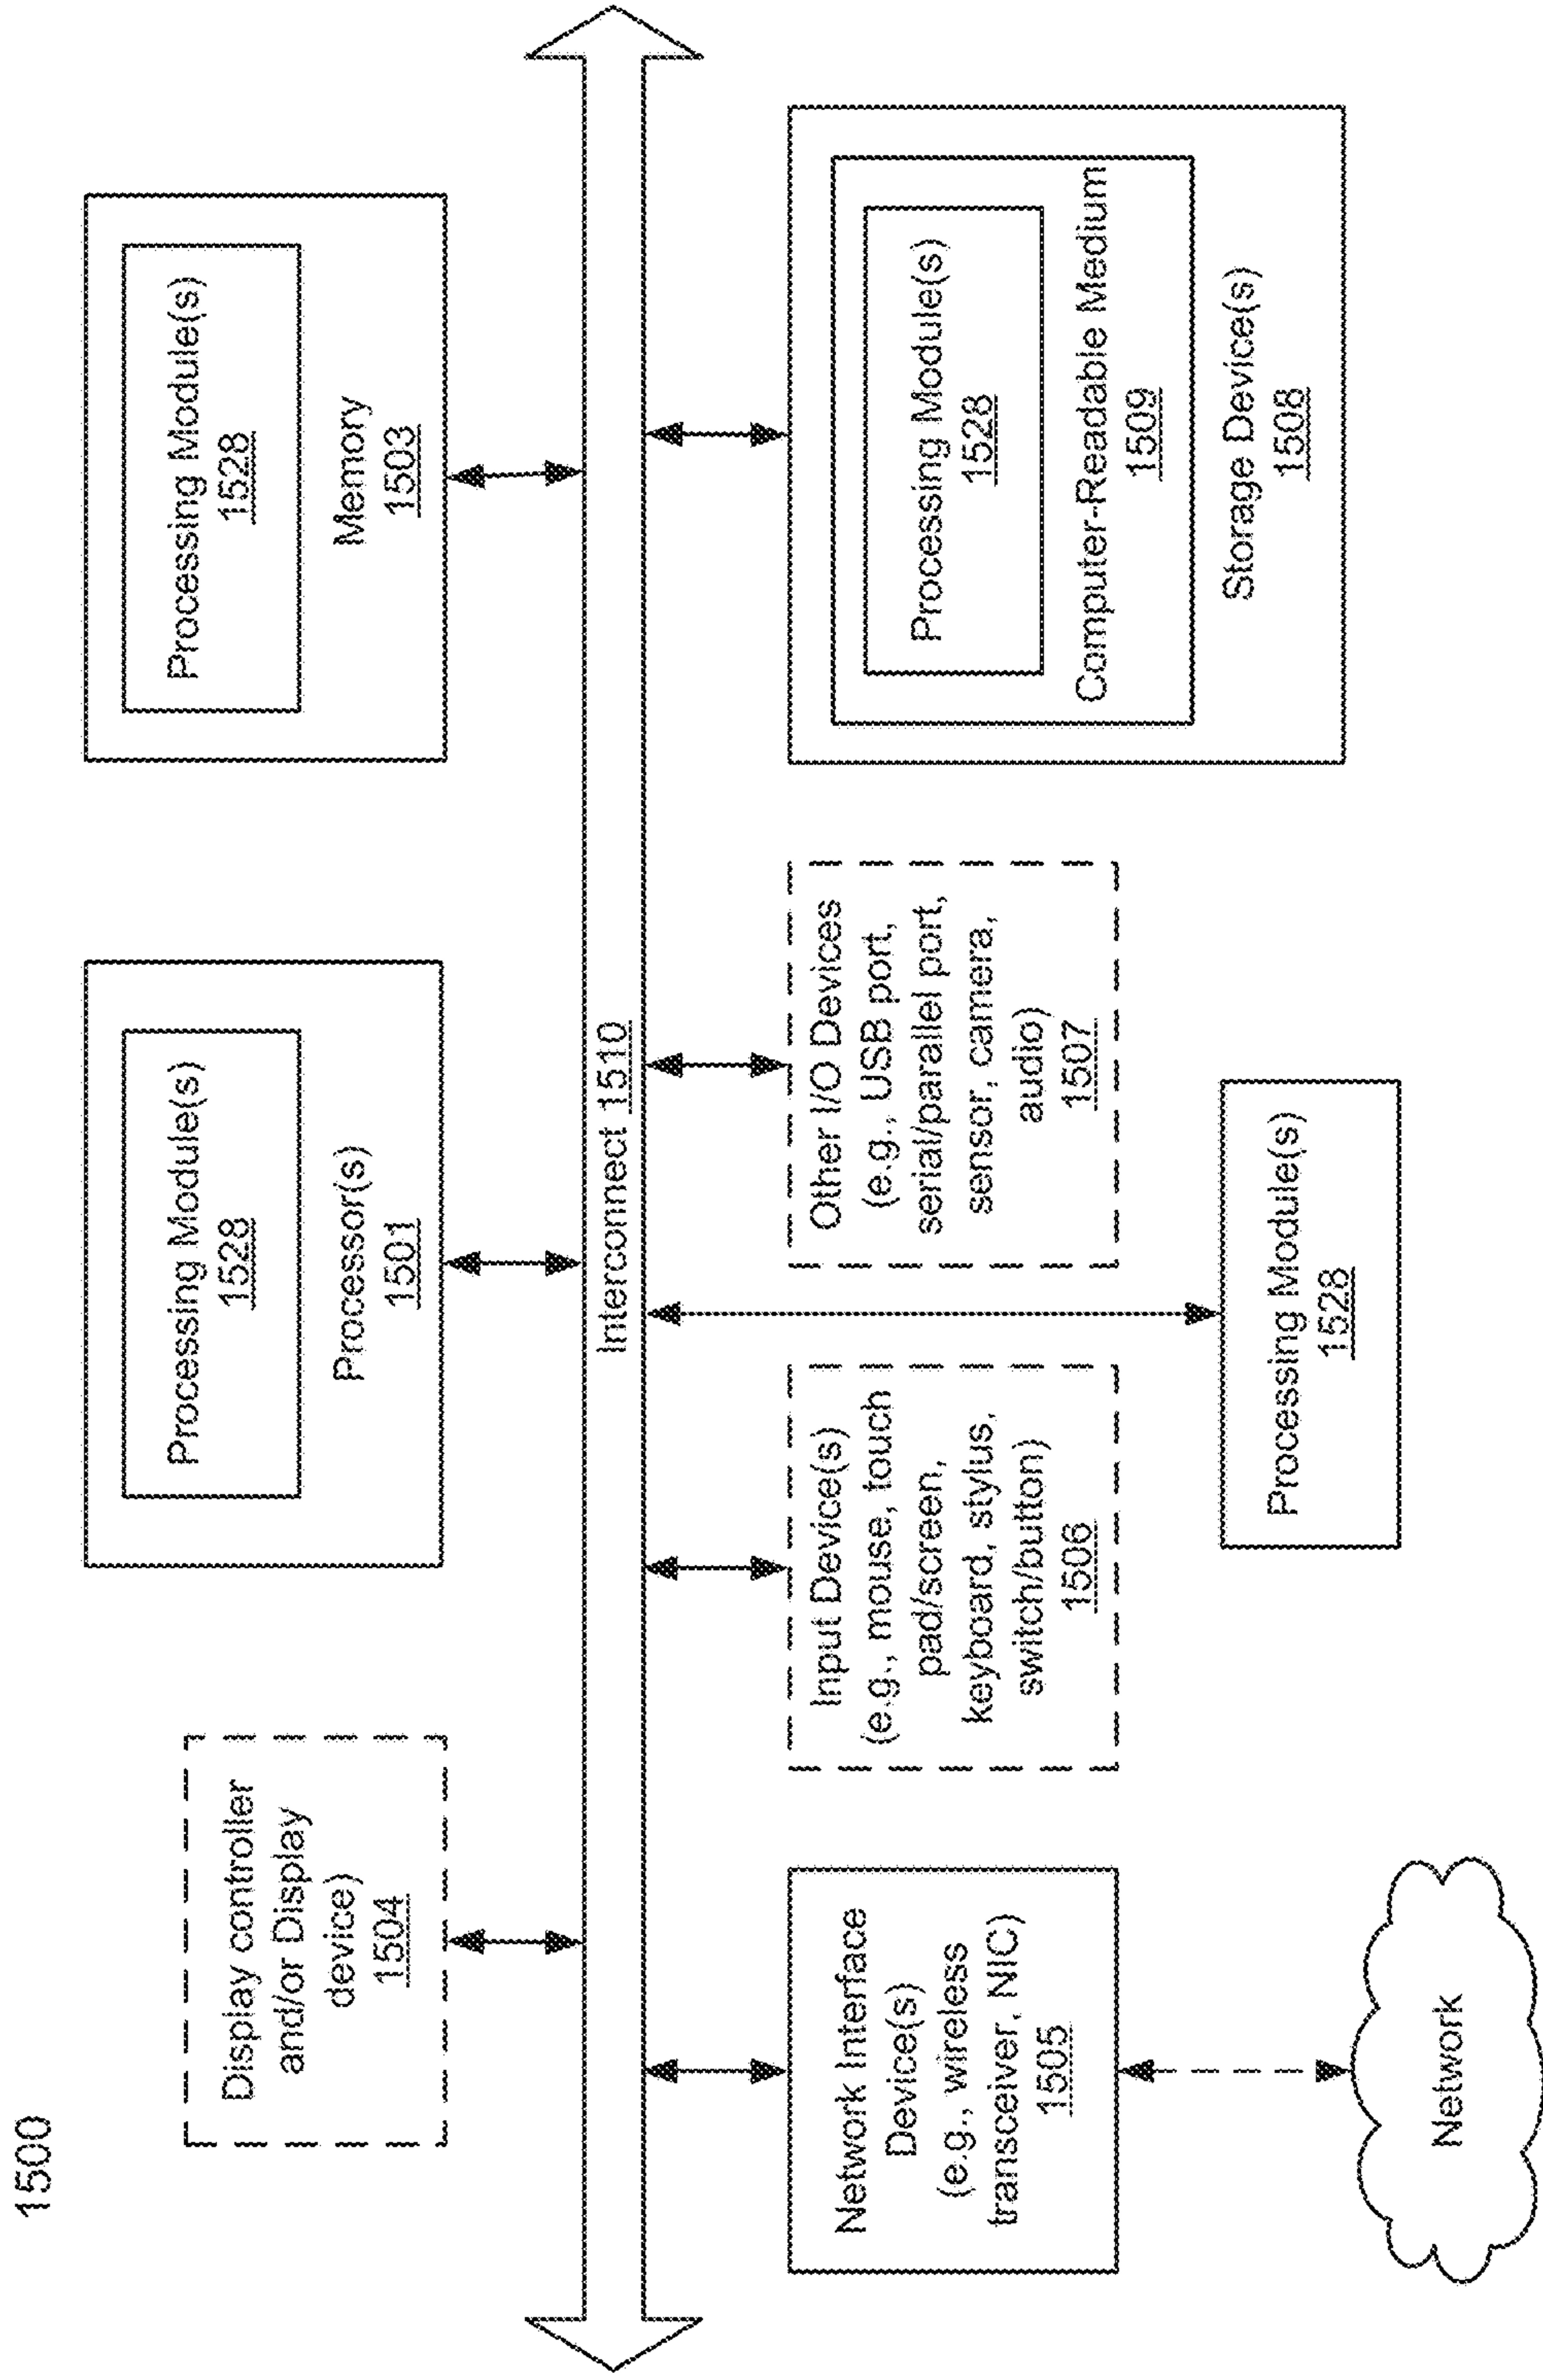 1500
Display controller
and/or Display
device)
1504
Processing Module(s)
1528
Processor(s)
1501
Processing Module(s)
1528
Memory
1503
Interconnect 1510
Network Interface
Device(s)
(e.g., wireless
transceiver, NIC)
1505
Input Device(s)
(e.g., mouse, touch
pad/screen,
keyboard, stylus,
switch/button)
1506
Other I/O Devices
(e.g., USB port,
serial/parallel port,
sensor, camera,
audio)
1507
Processing Module(s)
1528
Computer-Readable Medium
1509
Storage Device(s)
1508
Processing Module(s)
1528
Network